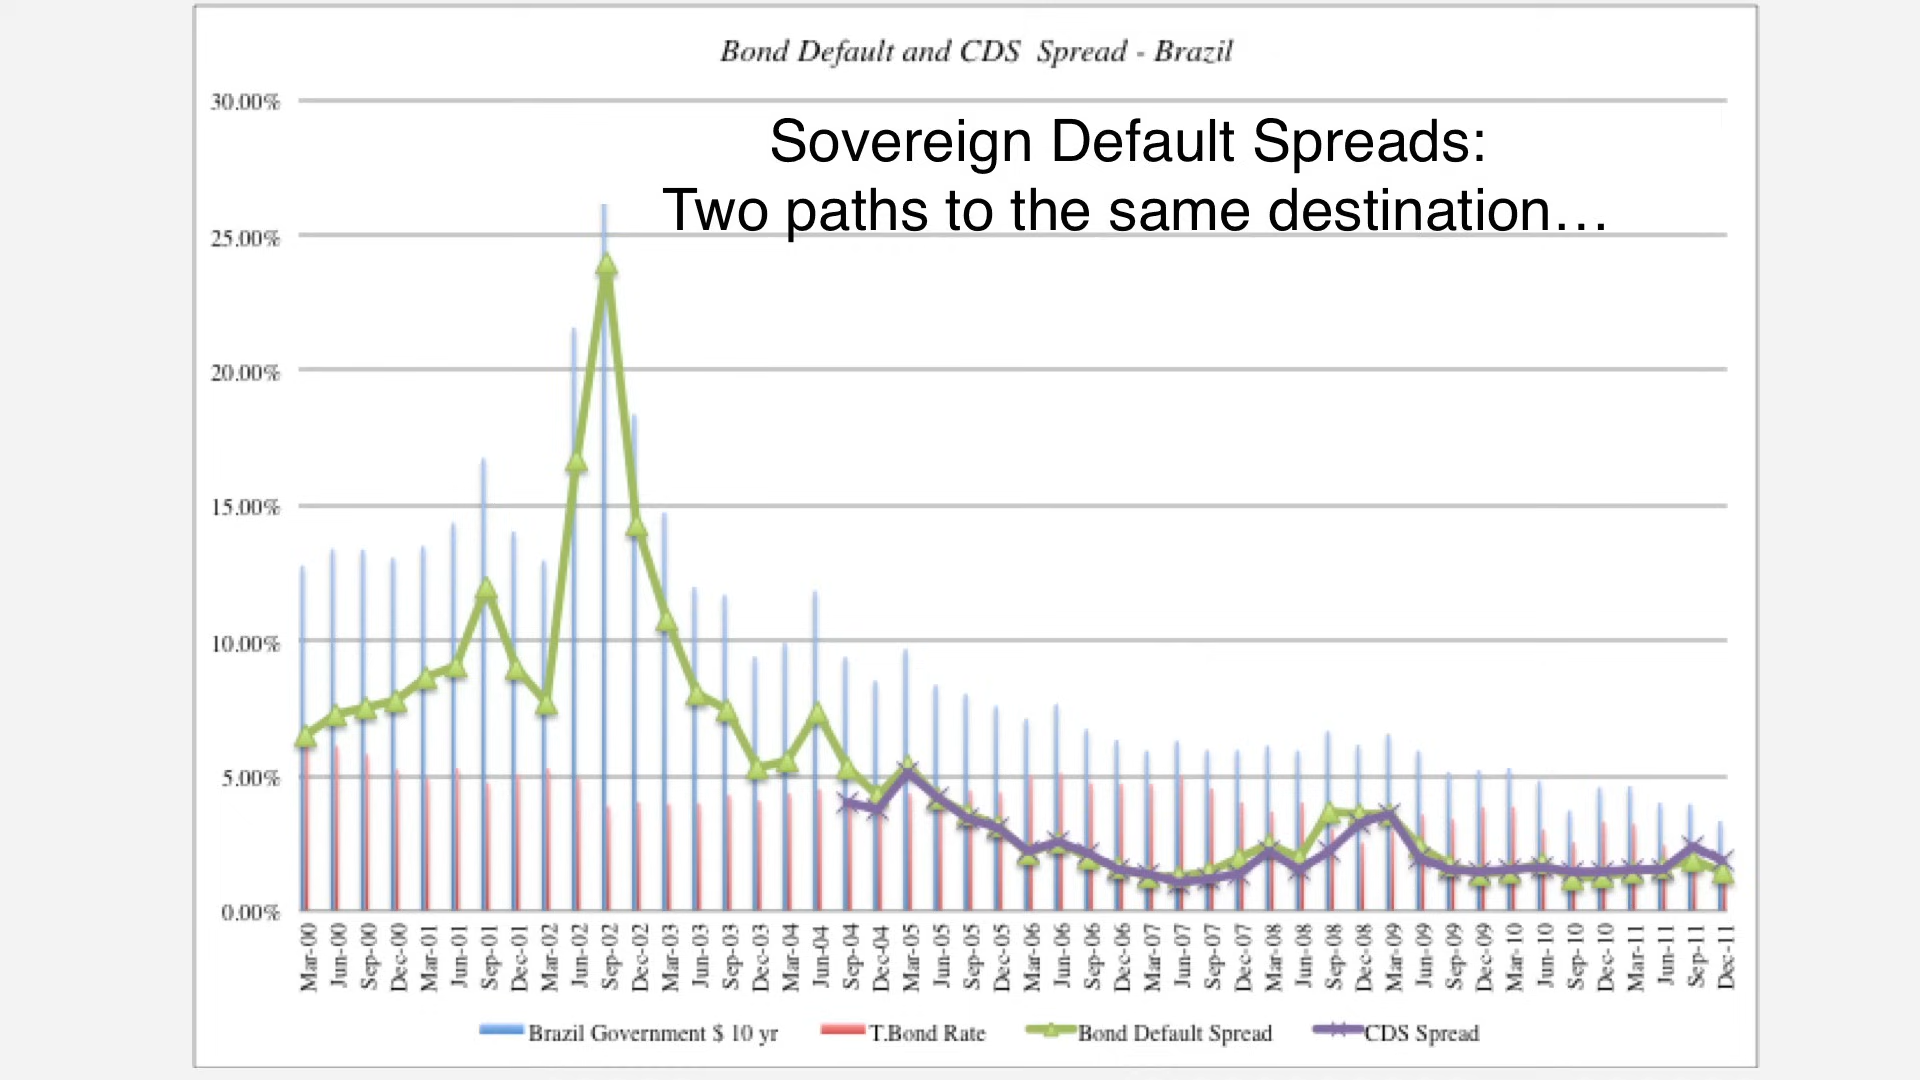 Bond Default and CDS Spread - Brazil
Sovereign Default Spreads:
Two paths to the same destination…
30.00%
25.00%
20.00%
15.00%
10.00%
5.00%
0.00%
Mar-00
Jun-00
Sep-00
Dec-00
Mar-01
Jun-01
Sep-01
Dec-01
Mar-02
Jun-02
Sep-02
Dec-02
Mar-03
Jun-03
Sep-03
Dec-03
Mar-04
Jun-04
Sep-04
Dec-04
Mar-05
Jun-05
Sep-05
Dec-05
Mar-06
Jun-06
Sep-06
Dec-06
Mar-07
Jun-07
Sep-07
Dec-07
Mar-08
Jun-08
Sep-08
Dec-08
Mar-09
Jun-09
Sep-09
Dec-09
Mar-10
Jun-10
Sep-10
Dec-10
Mar-11
Jun-11
Sep-11
Dec-11
Brazil Government $ 10 yr
T.Bond Rate
Bond Default Spread
CDS Spread